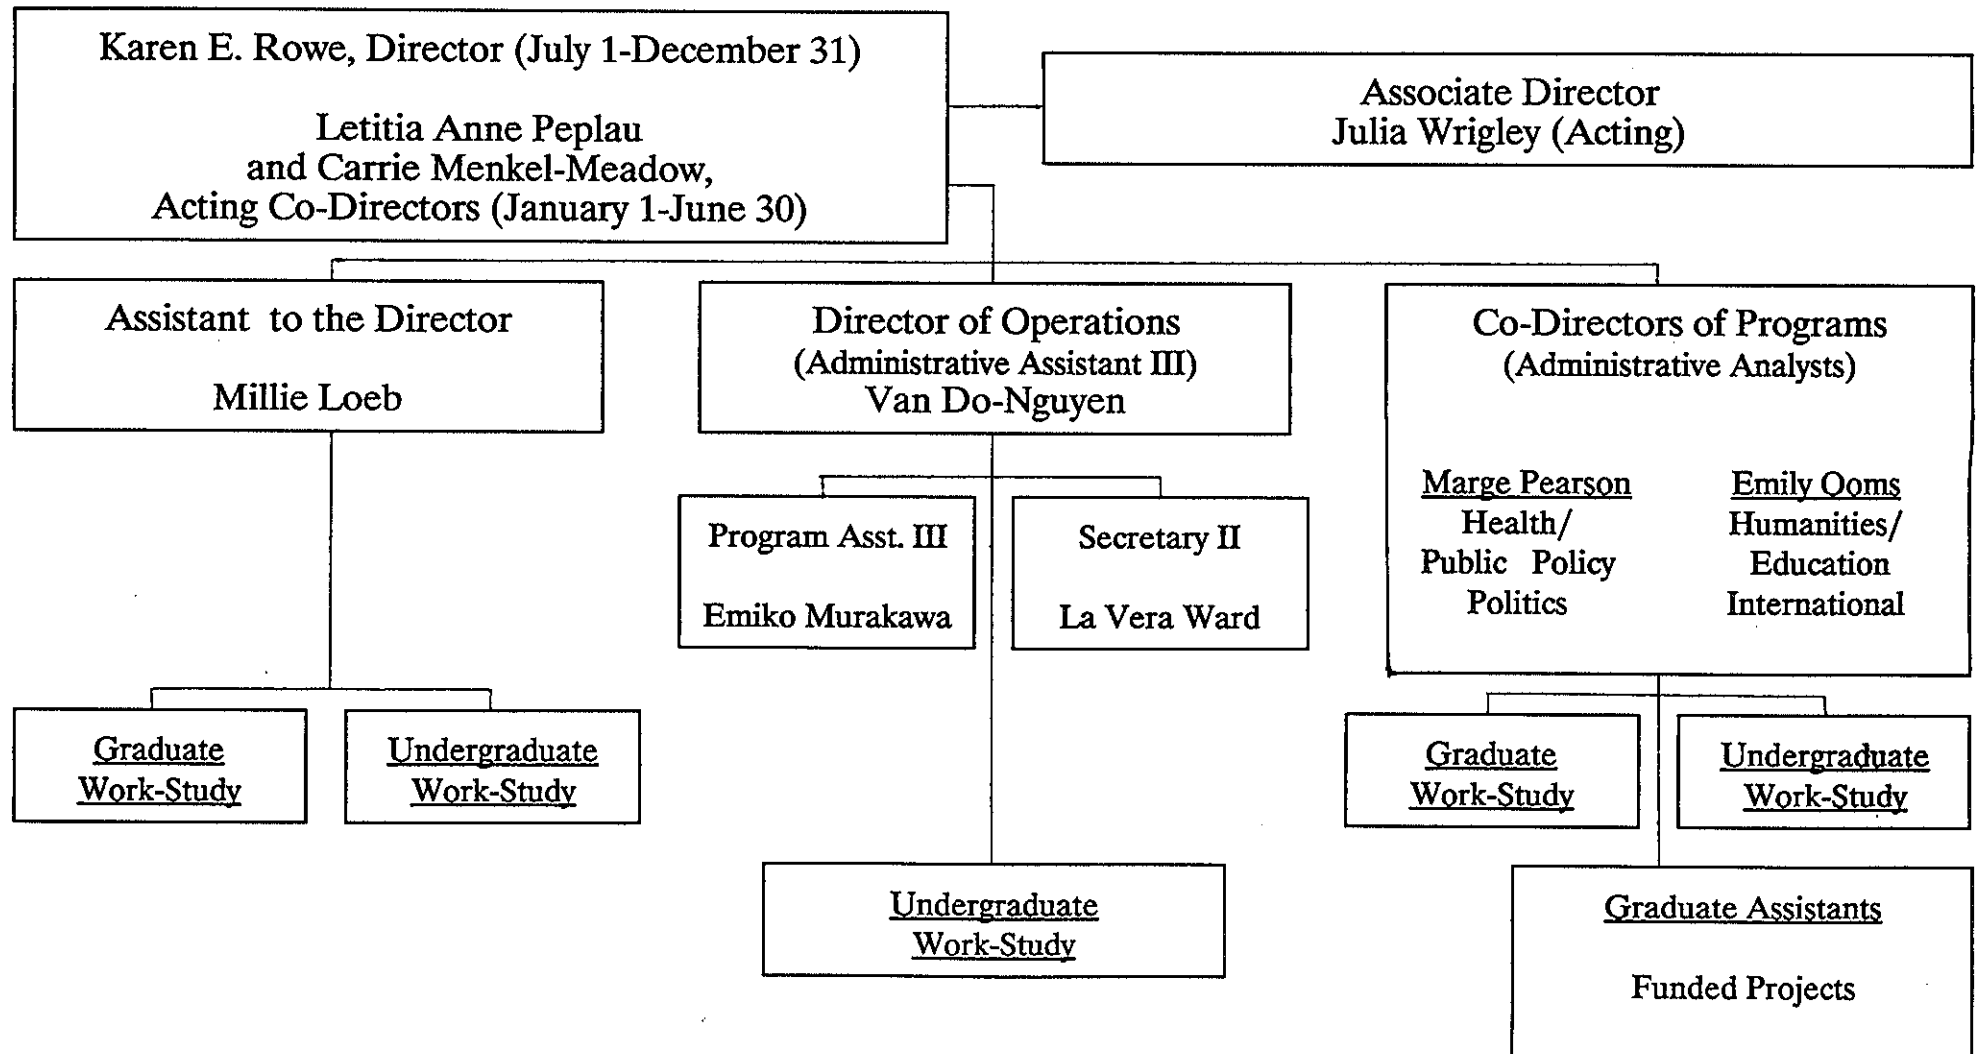 Karen E. Rowe, Director (July 1-December 31)
Letitia Anne Peplau
and Carrie Menkel-Meadow,
Acting Co-Directors (January 1-June 30)
Associate Director
Julia Wrigley (Acting)
Assistant to the Director
Millie Loeb
Director of Operations
(Administrative Assistant III)
Van Do-Nguyen
Co-Directors of Programs
(Administrative Analysts)
Marge Pearson
Health/
Public Policy
Politics
Emily Ooms
Humanities/
Education
International
Program Asst. III
Emiko Murakawa
Secretary II
La Vera Ward
Graduate
Work-Study
Undergraduate
Work-Study
Undergraduate
Work-Study
Graduate
Work-Study
Undergraduate
Work-Study
Graduate Assistants
Funded Projects